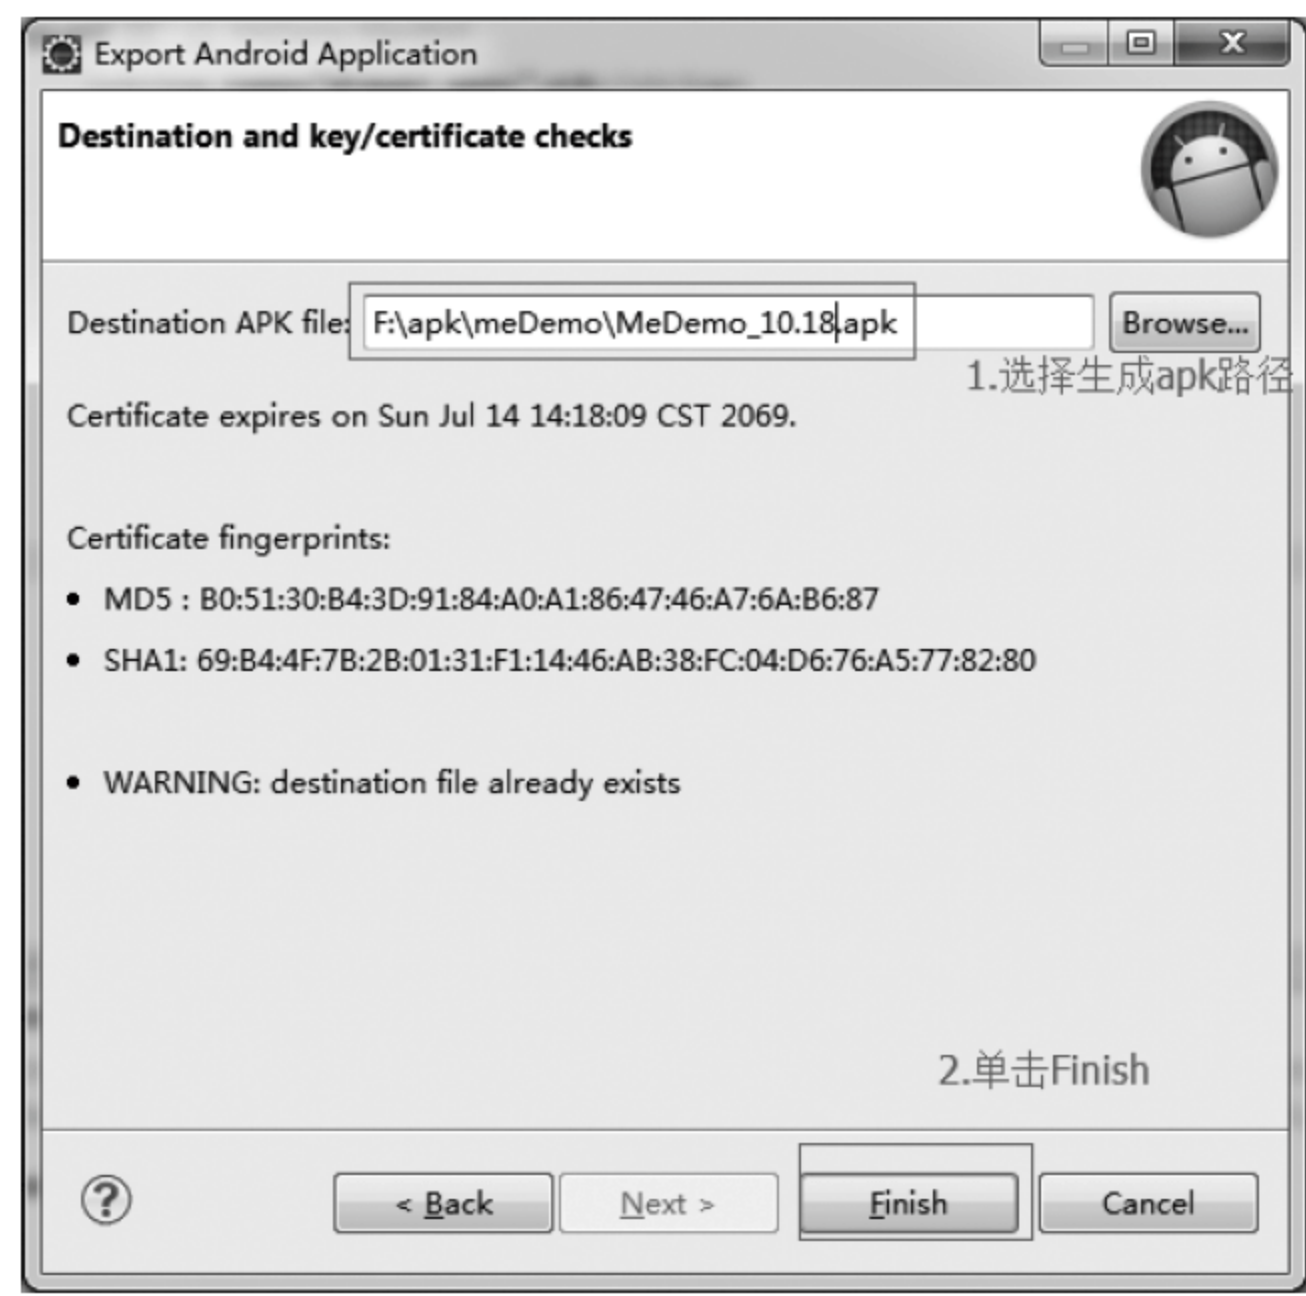 Export Android Application
Destination and key/certificate checks
Destination APK file: F:\apk\meDemo\MeDemo_10.18.apk Browse...
1.选择生成apk路径
Certificate expires on Sun Jul 14 14:18:09 CST 2069.
Certificate fingerprints:
• MD5 : B0:51:30:B4:3D:91:84:A0:A1:86:47:46:A7:6A:B6:87
• SHA1: 69:B4:4F:7B:2B:01:31:F1:14:46:AB:38:FC:04:D6:76:A5:77:82:80
• WARNING: destination file already exists
2.单击Finish
? < Back Next > Finish Cancel